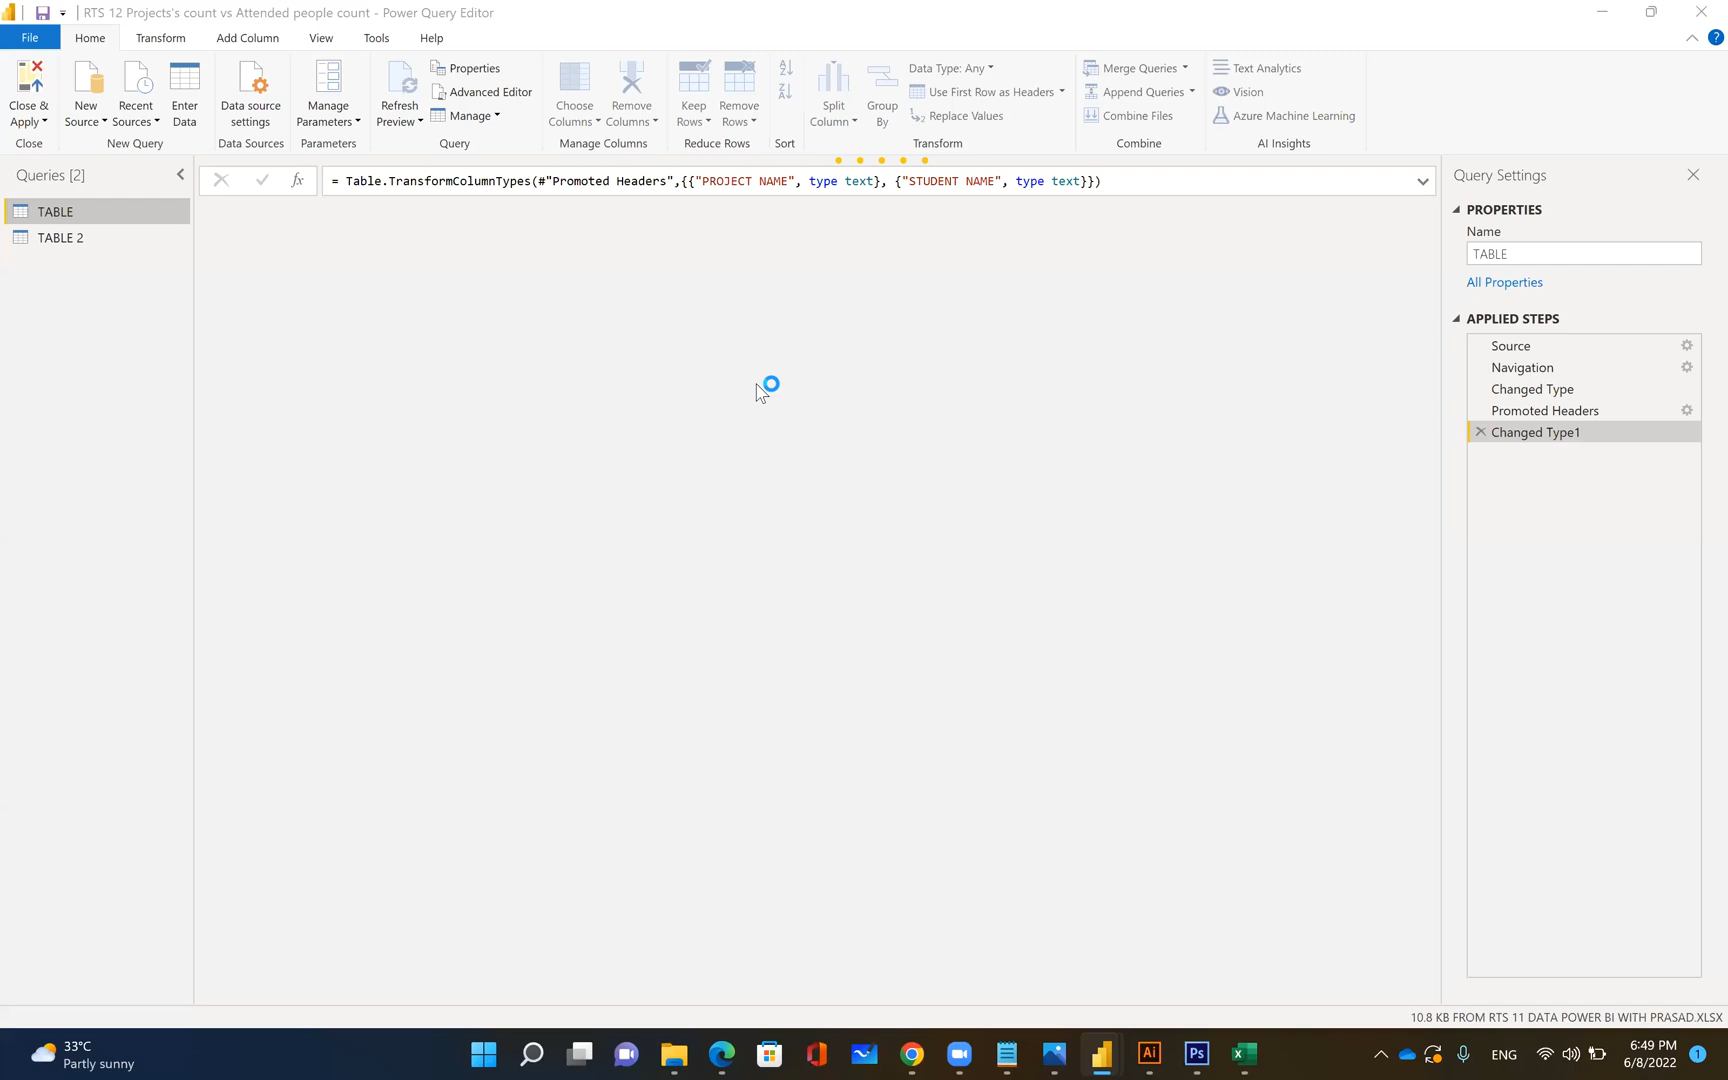 RTS 12 Projects's count vs Attended people count - Power Query Editor
File Home Transform Add Column View Tools Help
Close & Apply
New Source
Recent Sources
Enter Data
Data source settings
Manage Parameters
Refresh Preview
Properties
Advanced Editor
Manage
Choose Columns
Remove Columns
Keep Rows
Remove Rows
Split Column
Group By
Data Type: Any
Use First Row as Headers
Replace Values
Merge Queries
Append Queries
Combine Files
Text Analytics
Vision
Azure Machine Learning
Close New Query Data Sources Parameters Query Manage Columns Reduce Rows Sort Transform Combine AI Insights
Queries [2]
TABLE
TABLE 2
fx
= Table.TransformColumnTypes(#"Promoted Headers",{{"PROJECT NAME", type text}, {"STUDENT NAME", type text}})
Query Settings
PROPERTIES
Name
TABLE
All Properties
APPLIED STEPS
Source
Navigation
Changed Type
Promoted Headers
Changed Type1
10.8 KB FROM RTS 11 DATA POWER BI WITH PRASAD.XLSX
33°C
Partly sunny
Ai
Ps
ENG
6:49 PM
6/8/2022
1